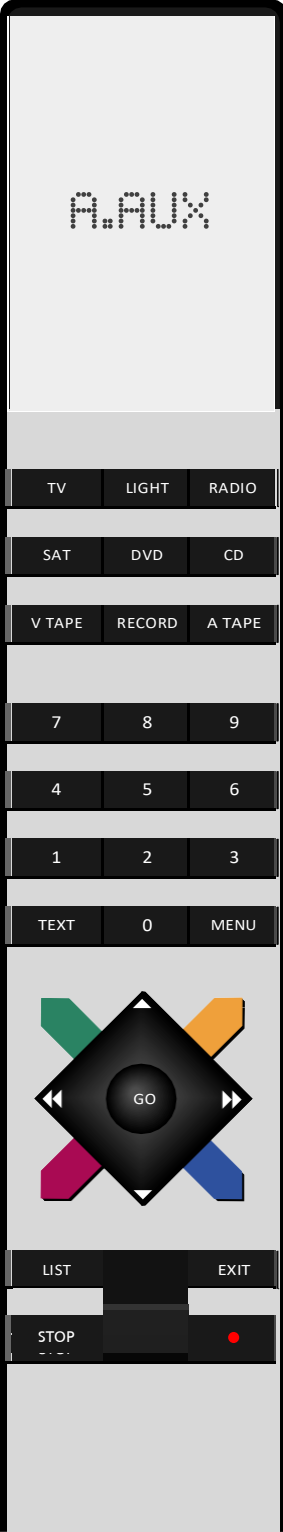 A.AUX
TV LIGHT RADIO
SAT DVD CD
V TAPE RECORD A TAPE
7 8 9
4 5 6
1 2 3
TEXT 0 MENU
GO
LIST EXIT
STOP